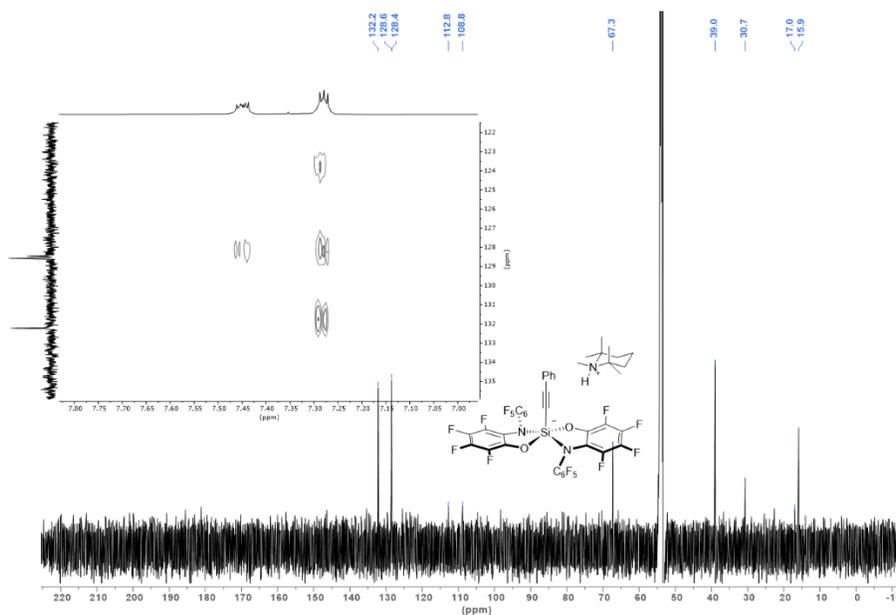 132.2
128.6
128.4
112.8
108.8
67.3
39.0
30.7
17.0
15.9
122
123
124
125
126
127
128
129
130
131
132
133
134
135
(ppm)
7.80 7.75 7.70 7.65 7.60 7.55 7.50 7.45 7.40 7.35 7.30 7.25 7.20 7.15 7.10 7.05 7.00
(ppm)
Ph
N+
H
F5C6
F F
F F
N Si − O
O N
F F
F F
C6F5
220 210 200 190 180 170 160 150 140 130 120 110 100 90 80 70 60 50 40 30 20 10 0 -1
(ppm)